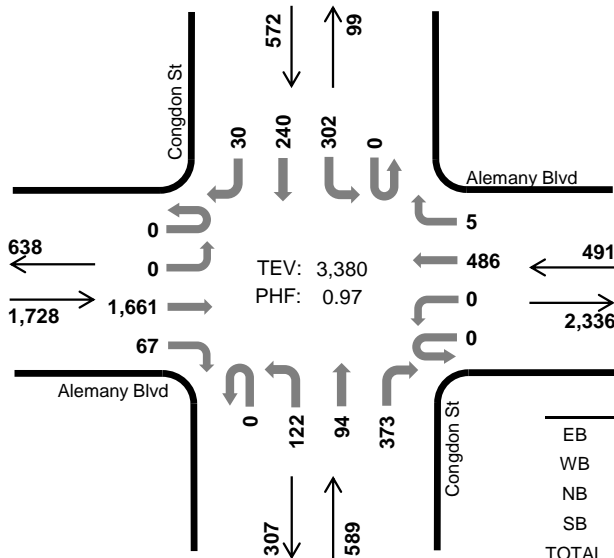 572
99
Congdon St
30
240
302
0
Alemany Blvd
5
0
638
0
TEV: 3,380
486
491
1,728
1,661
PHF: 0.97
0
2,336
67
0
Alemany Blvd
0
122
94
373
Congdon St
EB
WB
NB
SB
TOTAL
307
589